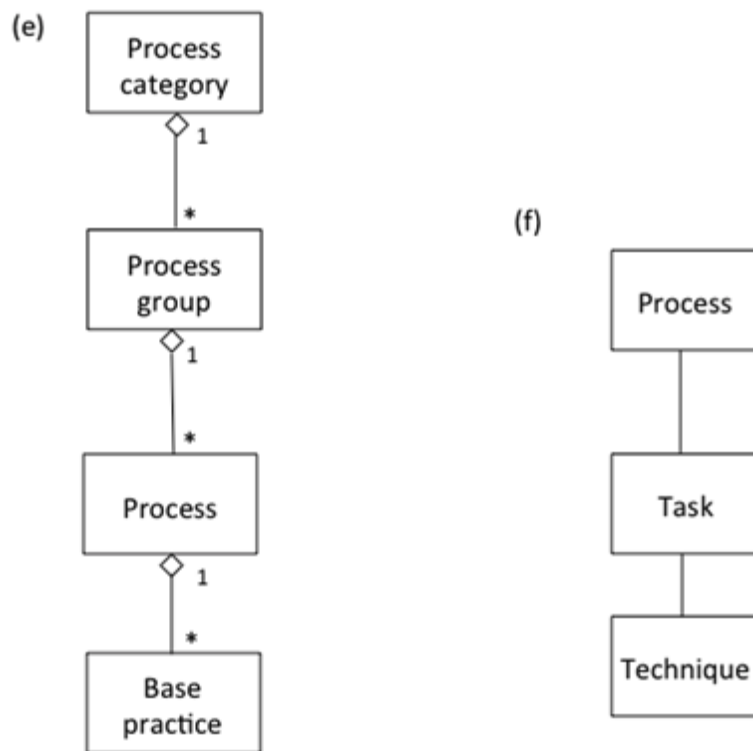 (e)
Process
category
1
*
Process
group
1
*
Process
1
*
Base
practice
(f)
Process
Task
Technique